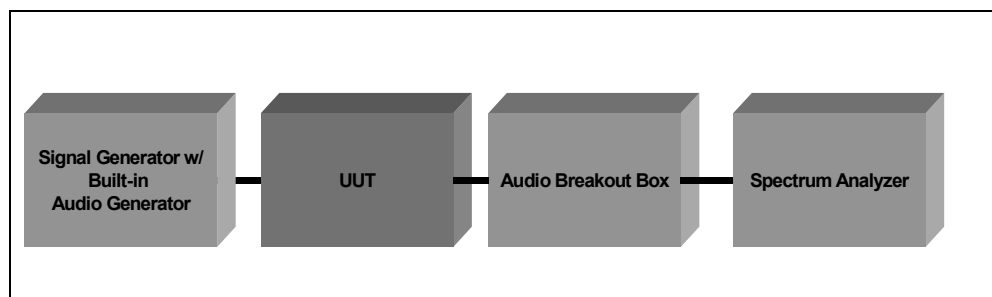 Signal Generator w/
Built-in
Audio Generator
UUT
Audio Breakout Box
Spectrum Analyzer